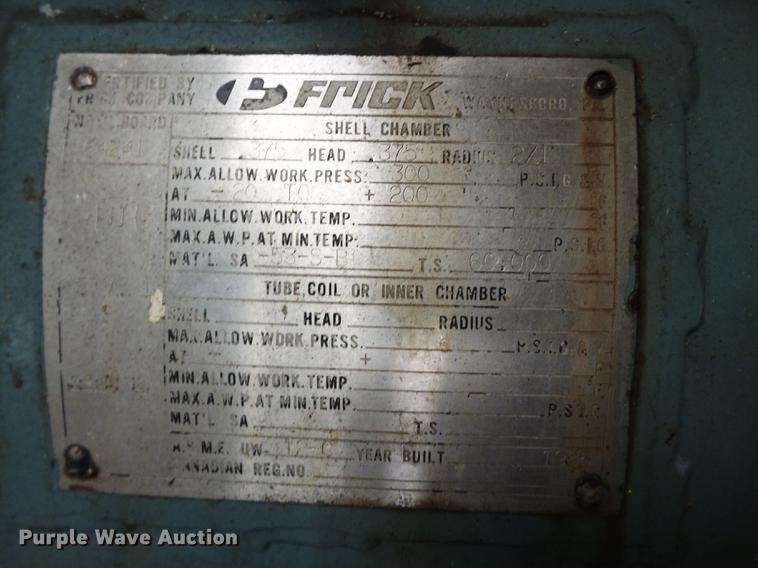 CERTIFIED BY
FRICK COMPANY
FRICK
WAYNESBORO, PA
BOARD
SHELL CHAMBER
SHELL .375 HEAD .375 RADIUS 2/1
MAX.ALLOW.WORK.PRESS. 300 P.S.I.G
AT -20 TO +200
MIN.ALLOW.WORK.TEMP.
MAX.A.W.P.AT MIN.TEMP. P.S.I.G
MAT'L. SA -53-S-B T.S. 60,000
TUBE,COIL OR INNER CHAMBER
SHELL HEAD RADIUS
MAX.ALLOW.WORK.PRESS. P.S.I.G
AT - +
MIN.ALLOW.WORK.TEMP.
MAX.A.W.P.AT MIN.TEMP. P.S.I.G
MAT'L SA T.S.
A.S.M.E. UW YEAR BUILT
CANADIAN REG.NO.
Purple Wave Auction